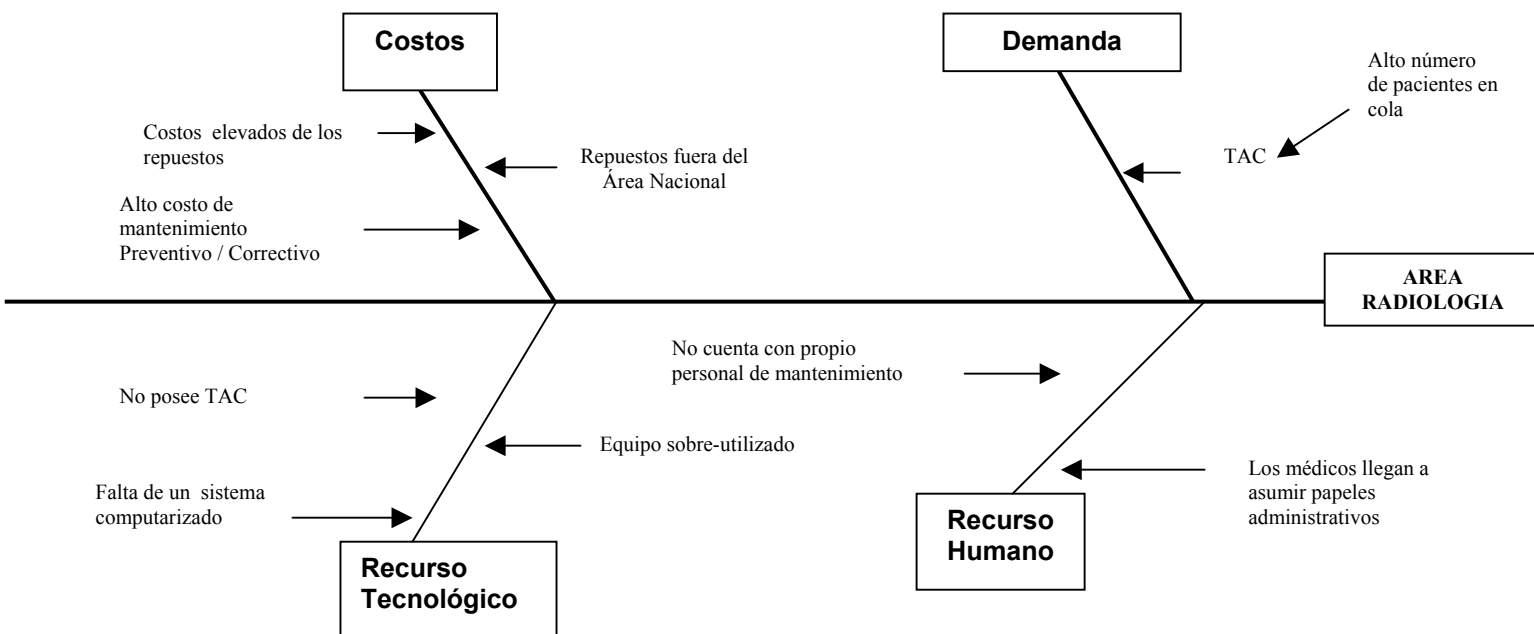 Costos
Demanda
Alto número
de pacientes en
cola
Costos elevados de los
repuestos
Repuestos fuera del
Área Nacional
TAC
Alto costo de
mantenimiento
Preventivo / Correctivo
AREA
RADIOLOGIA
No cuenta con propio
personal de mantenimiento
No posee TAC
Equipo sobre-utilizado
Los médicos llegan a
asumir papeles
administrativos
Falta de un sistema
computarizado
Recurso
Humano
Recurso
Tecnológico